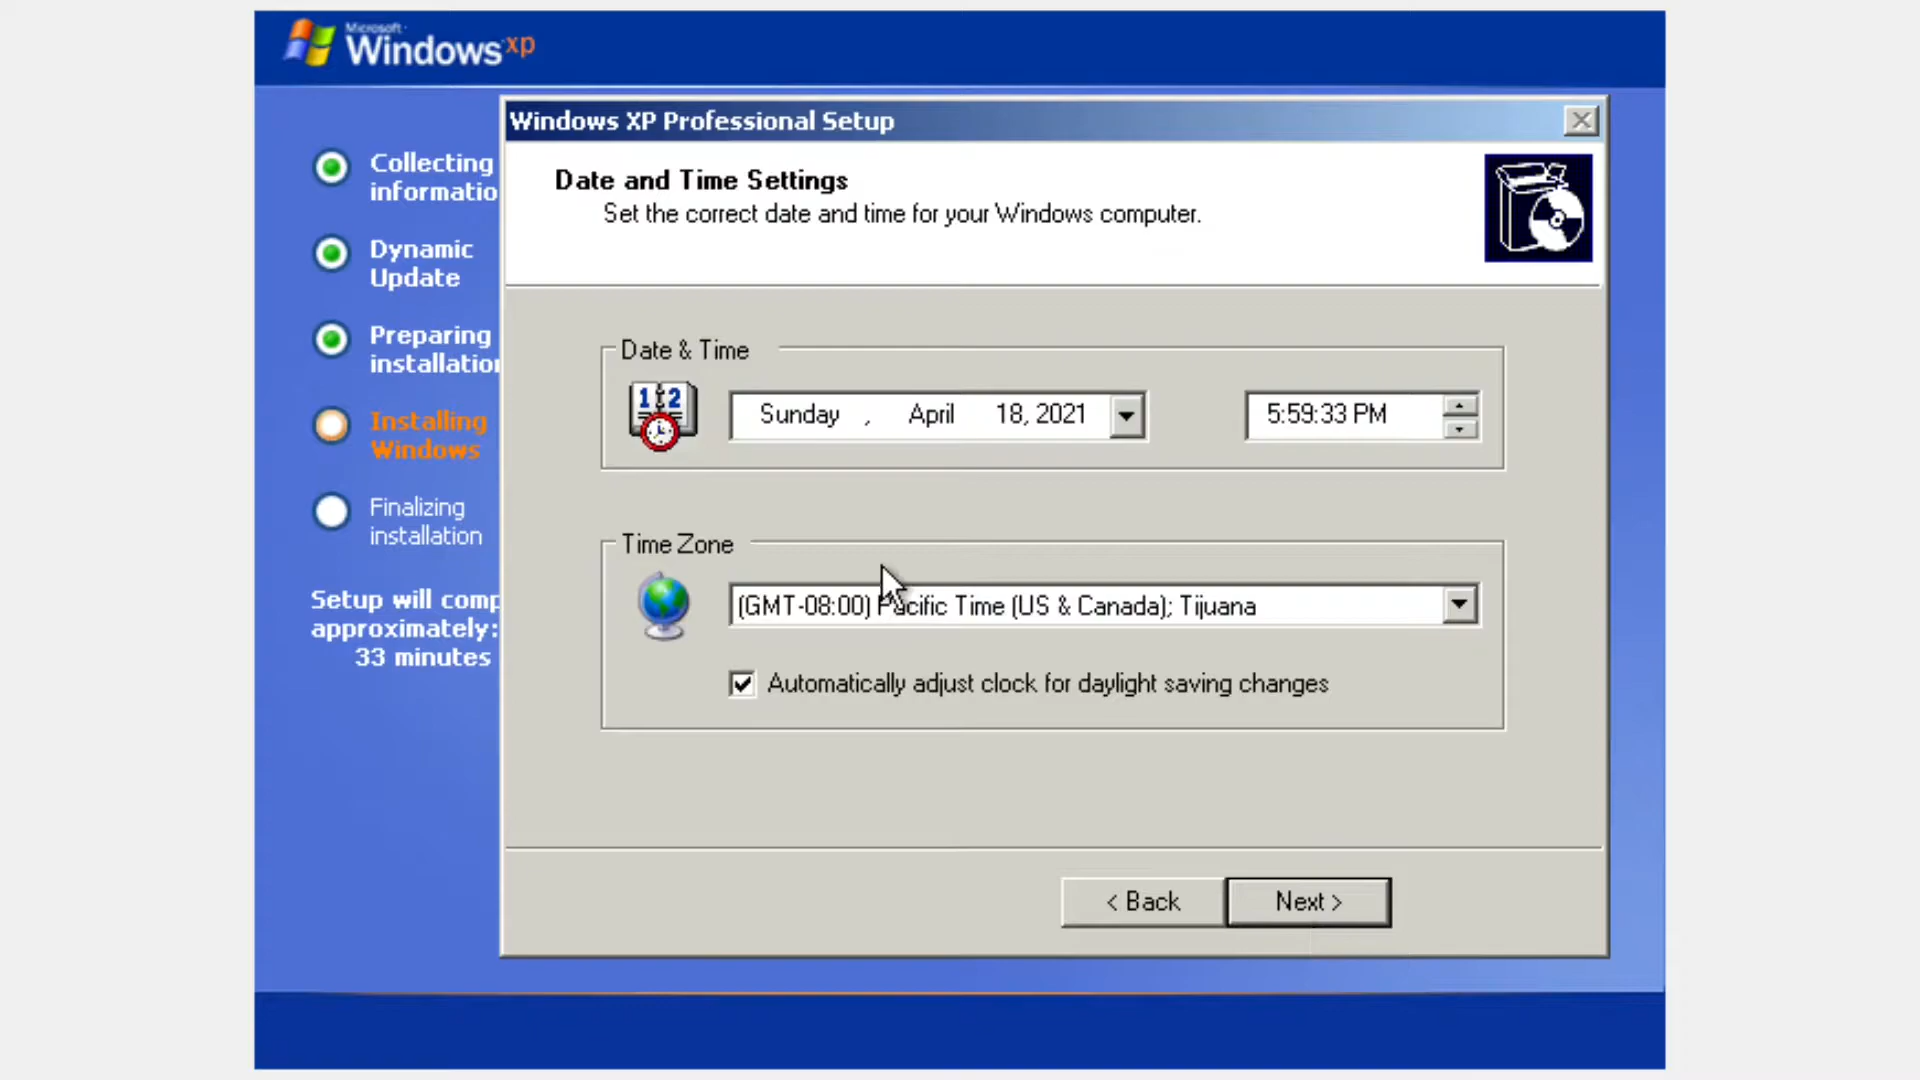 Microsoft
Windows xp
Windows XP Professional Setup
Date and Time Settings
Set the correct date and time for your Windows computer.
Collecting
informatio
Dynamic
Update
Preparing
installation
Installing
Windows
Finalizing
installation
Setup will comp
approximately:
33 minutes
Date & Time
12
Sunday , April 18, 2021
5:59:33 PM
Time Zone
(GMT-08:00) Pacific Time (US & Canada); Tijuana
Automatically adjust clock for daylight saving changes
< Back
Next >